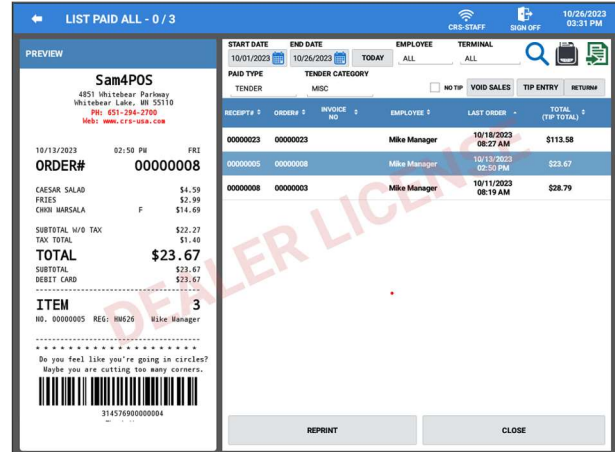 LIST PAID ALL - 0 / 3
CRS-STAFF
SIGN OFF
10/26/2023
03:31 PM
PREVIEW
Sam4POS
4851 Whitebear Parkway
Whitebear Lake, MN 55110
PH: 651-294-2700
Web: www.crs-usa.com
10/13/2023 02:50 PM FRI
ORDER# 00000008
CAESAR SALAD $4.59
FRIES $2.99
CHKN MARSALA F $14.69
SUBTOTAL W/O TAX $22.27
TAX TOTAL $1.40
TOTAL $23.67
SUBTOTAL $23.67
DEBIT CARD $23.67
ITEM 3
NO. 00000005 REG: HW626 Mike Manager
Do you feel like you're going in circles?
Maybe you are cutting too many corners.
314576900000004
START DATE END DATE EMPLOYEE TERMINAL
10/01/2023 10/26/2023 TODAY ALL ALL
PAID TYPE TENDER CATEGORY
TENDER MISC NO TIP VOID SALES TIP ENTRY RETURN#
RECEIPT# ORDER# INVOICE NO EMPLOYEE LAST ORDER TOTAL (TIP TOTAL)
00000023 00000023 Mike Manager 10/18/2023 08:27 AM $113.58
00000005 00000008 Mike Manager 10/13/2023 02:50 PM $23.67
00000008 00000003 Mike Manager 10/11/2023 08:19 AM $28.79
DEALER LICENSE
REPRINT CLOSE